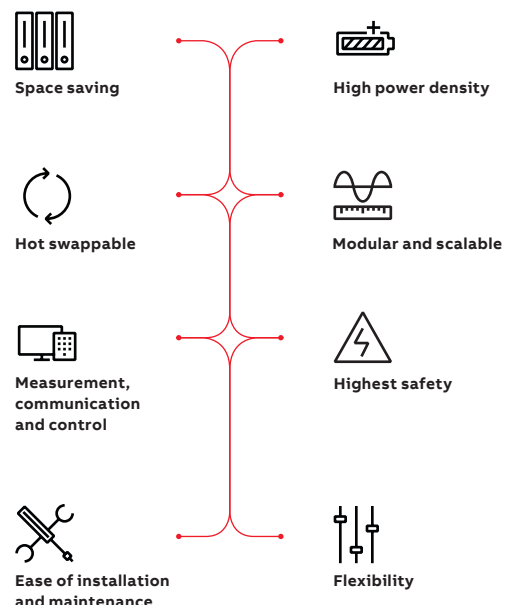 Space saving
High power density
Hot swappable
Modular and scalable
Measurement,
communication
and control
Highest safety
Ease of installation
and maintenance
Flexibility